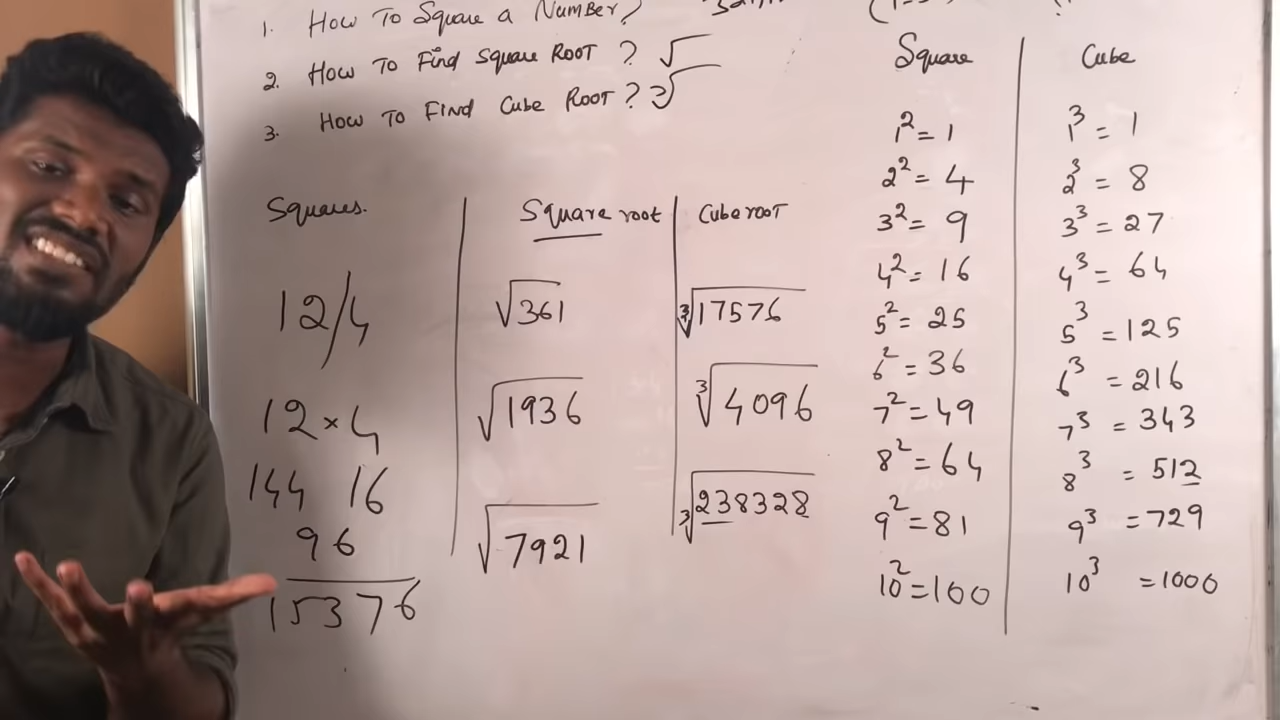 1. How To Square a Number?
2. How To Find Square Root? √
3. How To Find Cube Root? ∛
Squares.
12/4
12 × 4
144 16
96
15376
Square root
√361
√1936
√7921
Cube root
∛17576
∛4096
∛238328
Square
1² = 1
2² = 4
3² = 9
4² = 16
5² = 25
6² = 36
7² = 49
8² = 64
9² = 81
10² = 100
Cube
1³ = 1
2³ = 8
3³ = 27
4³ = 64
5³ = 125
6³ = 216
7³ = 343
8³ = 512
9³ = 729
10³ = 1000